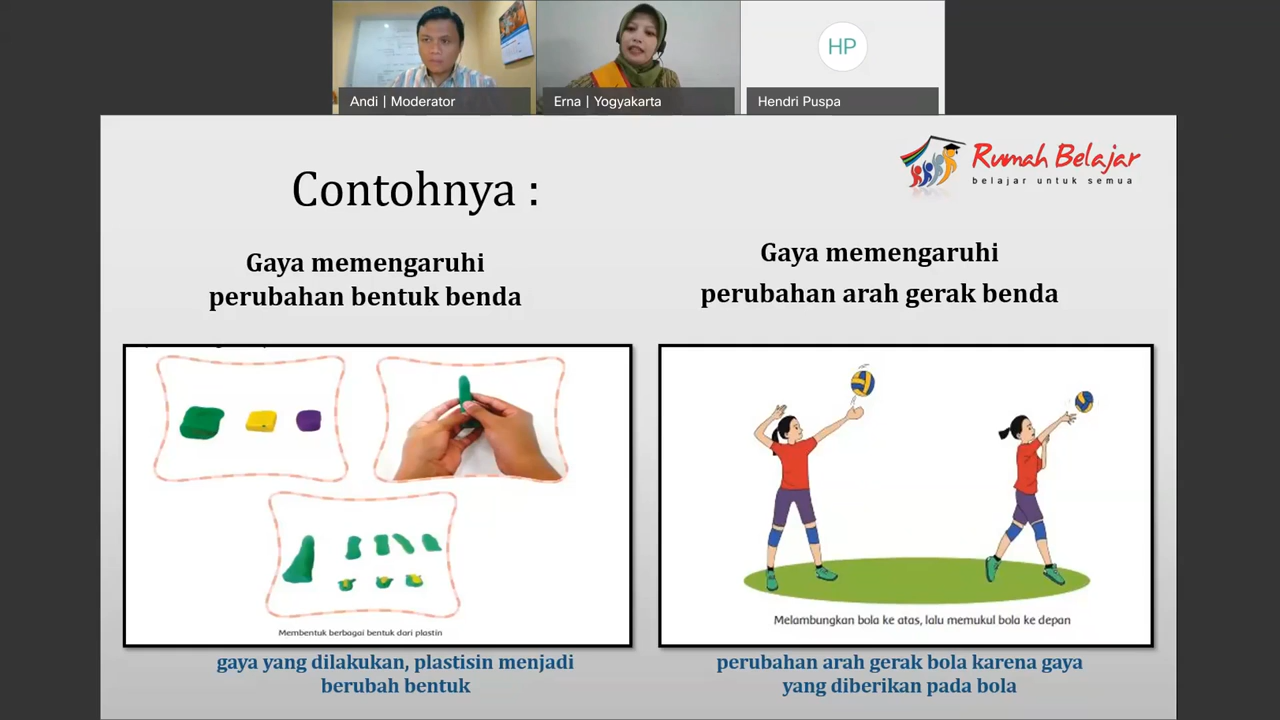 HP
Andi | Moderator
Erna | Yogyakarta
Hendri Puspa
Rumah Belajar
belajar untuk semua
Contohnya :
Gaya memengaruhi
perubahan bentuk benda
Gaya memengaruhi
perubahan arah gerak benda
Membentuk berbagai bentuk dari plastin
Melambungkan bola ke atas, lalu memukul bola ke depan
gaya yang dilakukan, plastisin menjadi
berubah bentuk
perubahan arah gerak bola karena gaya
yang diberikan pada bola